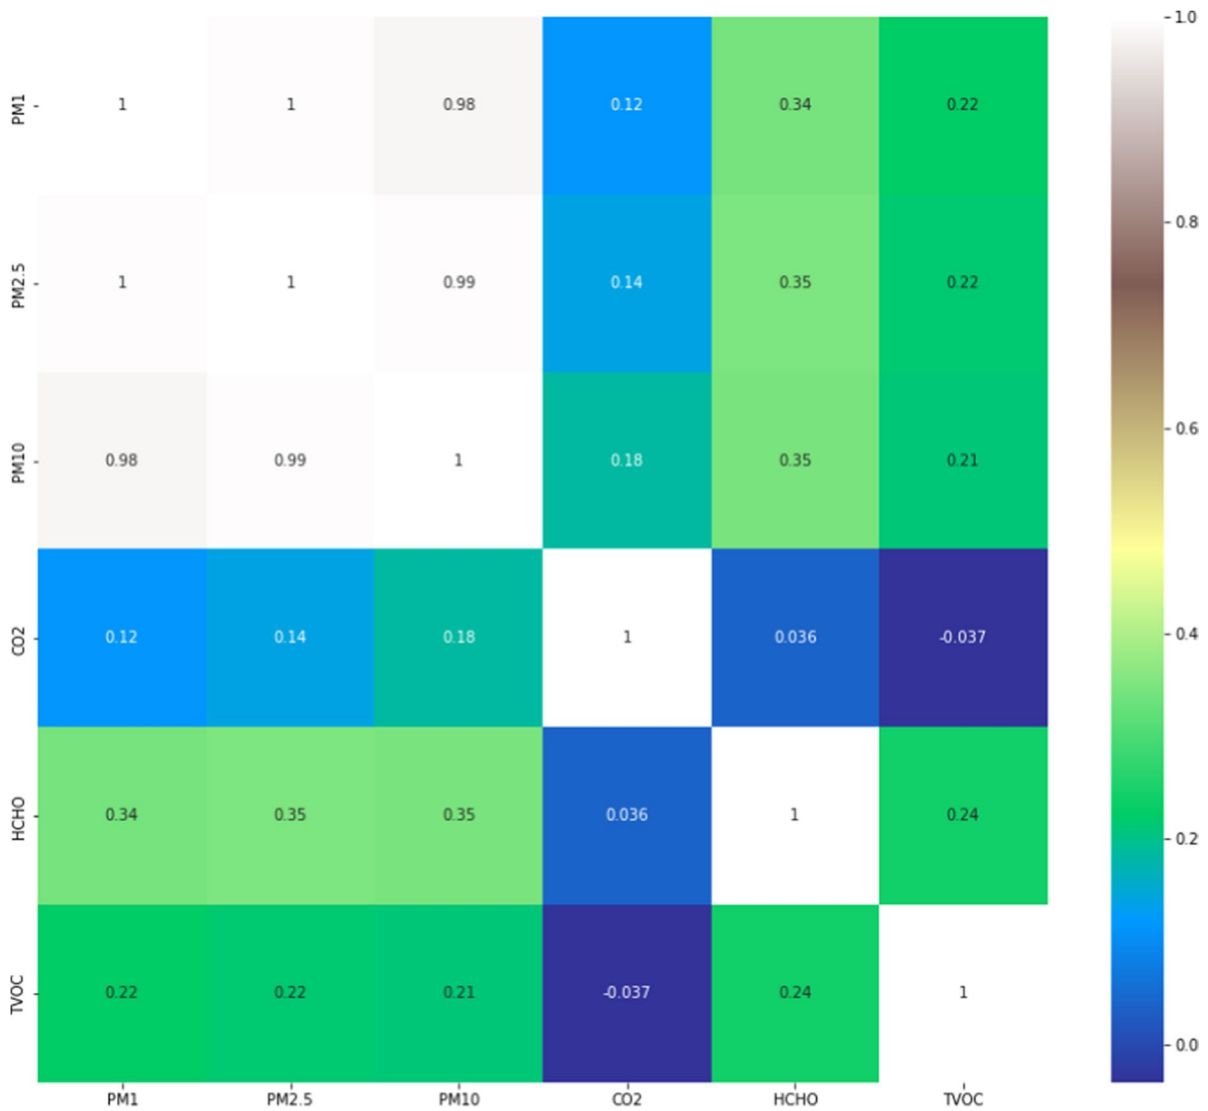 1.0
PM1 1 1 0.98 0.12 0.34 0.22
0.8
PM2.5 1 1 0.99 0.14 0.35 0.22
0.6
PM10 0.98 0.99 1 0.18 0.35 0.21
0.4
CO2 0.12 0.14 0.18 1 0.036 -0.037
HCHO 0.34 0.35 0.35 0.036 1 0.24
0.2
TVOC 0.22 0.22 0.21 -0.037 0.24 1
0.0
PM1 PM2.5 PM10 CO2 HCHO TVOC